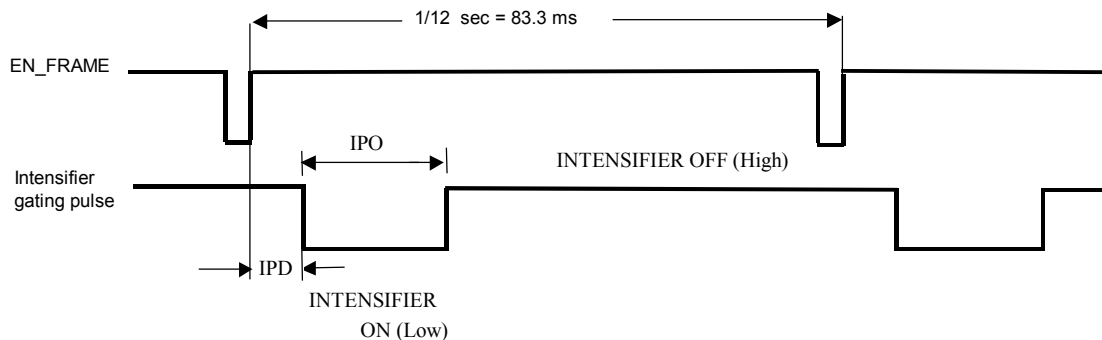 1/12 sec = 83.3 ms
EN_FRAME
IPO
INTENSIFIER OFF (High)
Intensifier
gating pulse
IPD
INTENSIFIER
ON (Low)